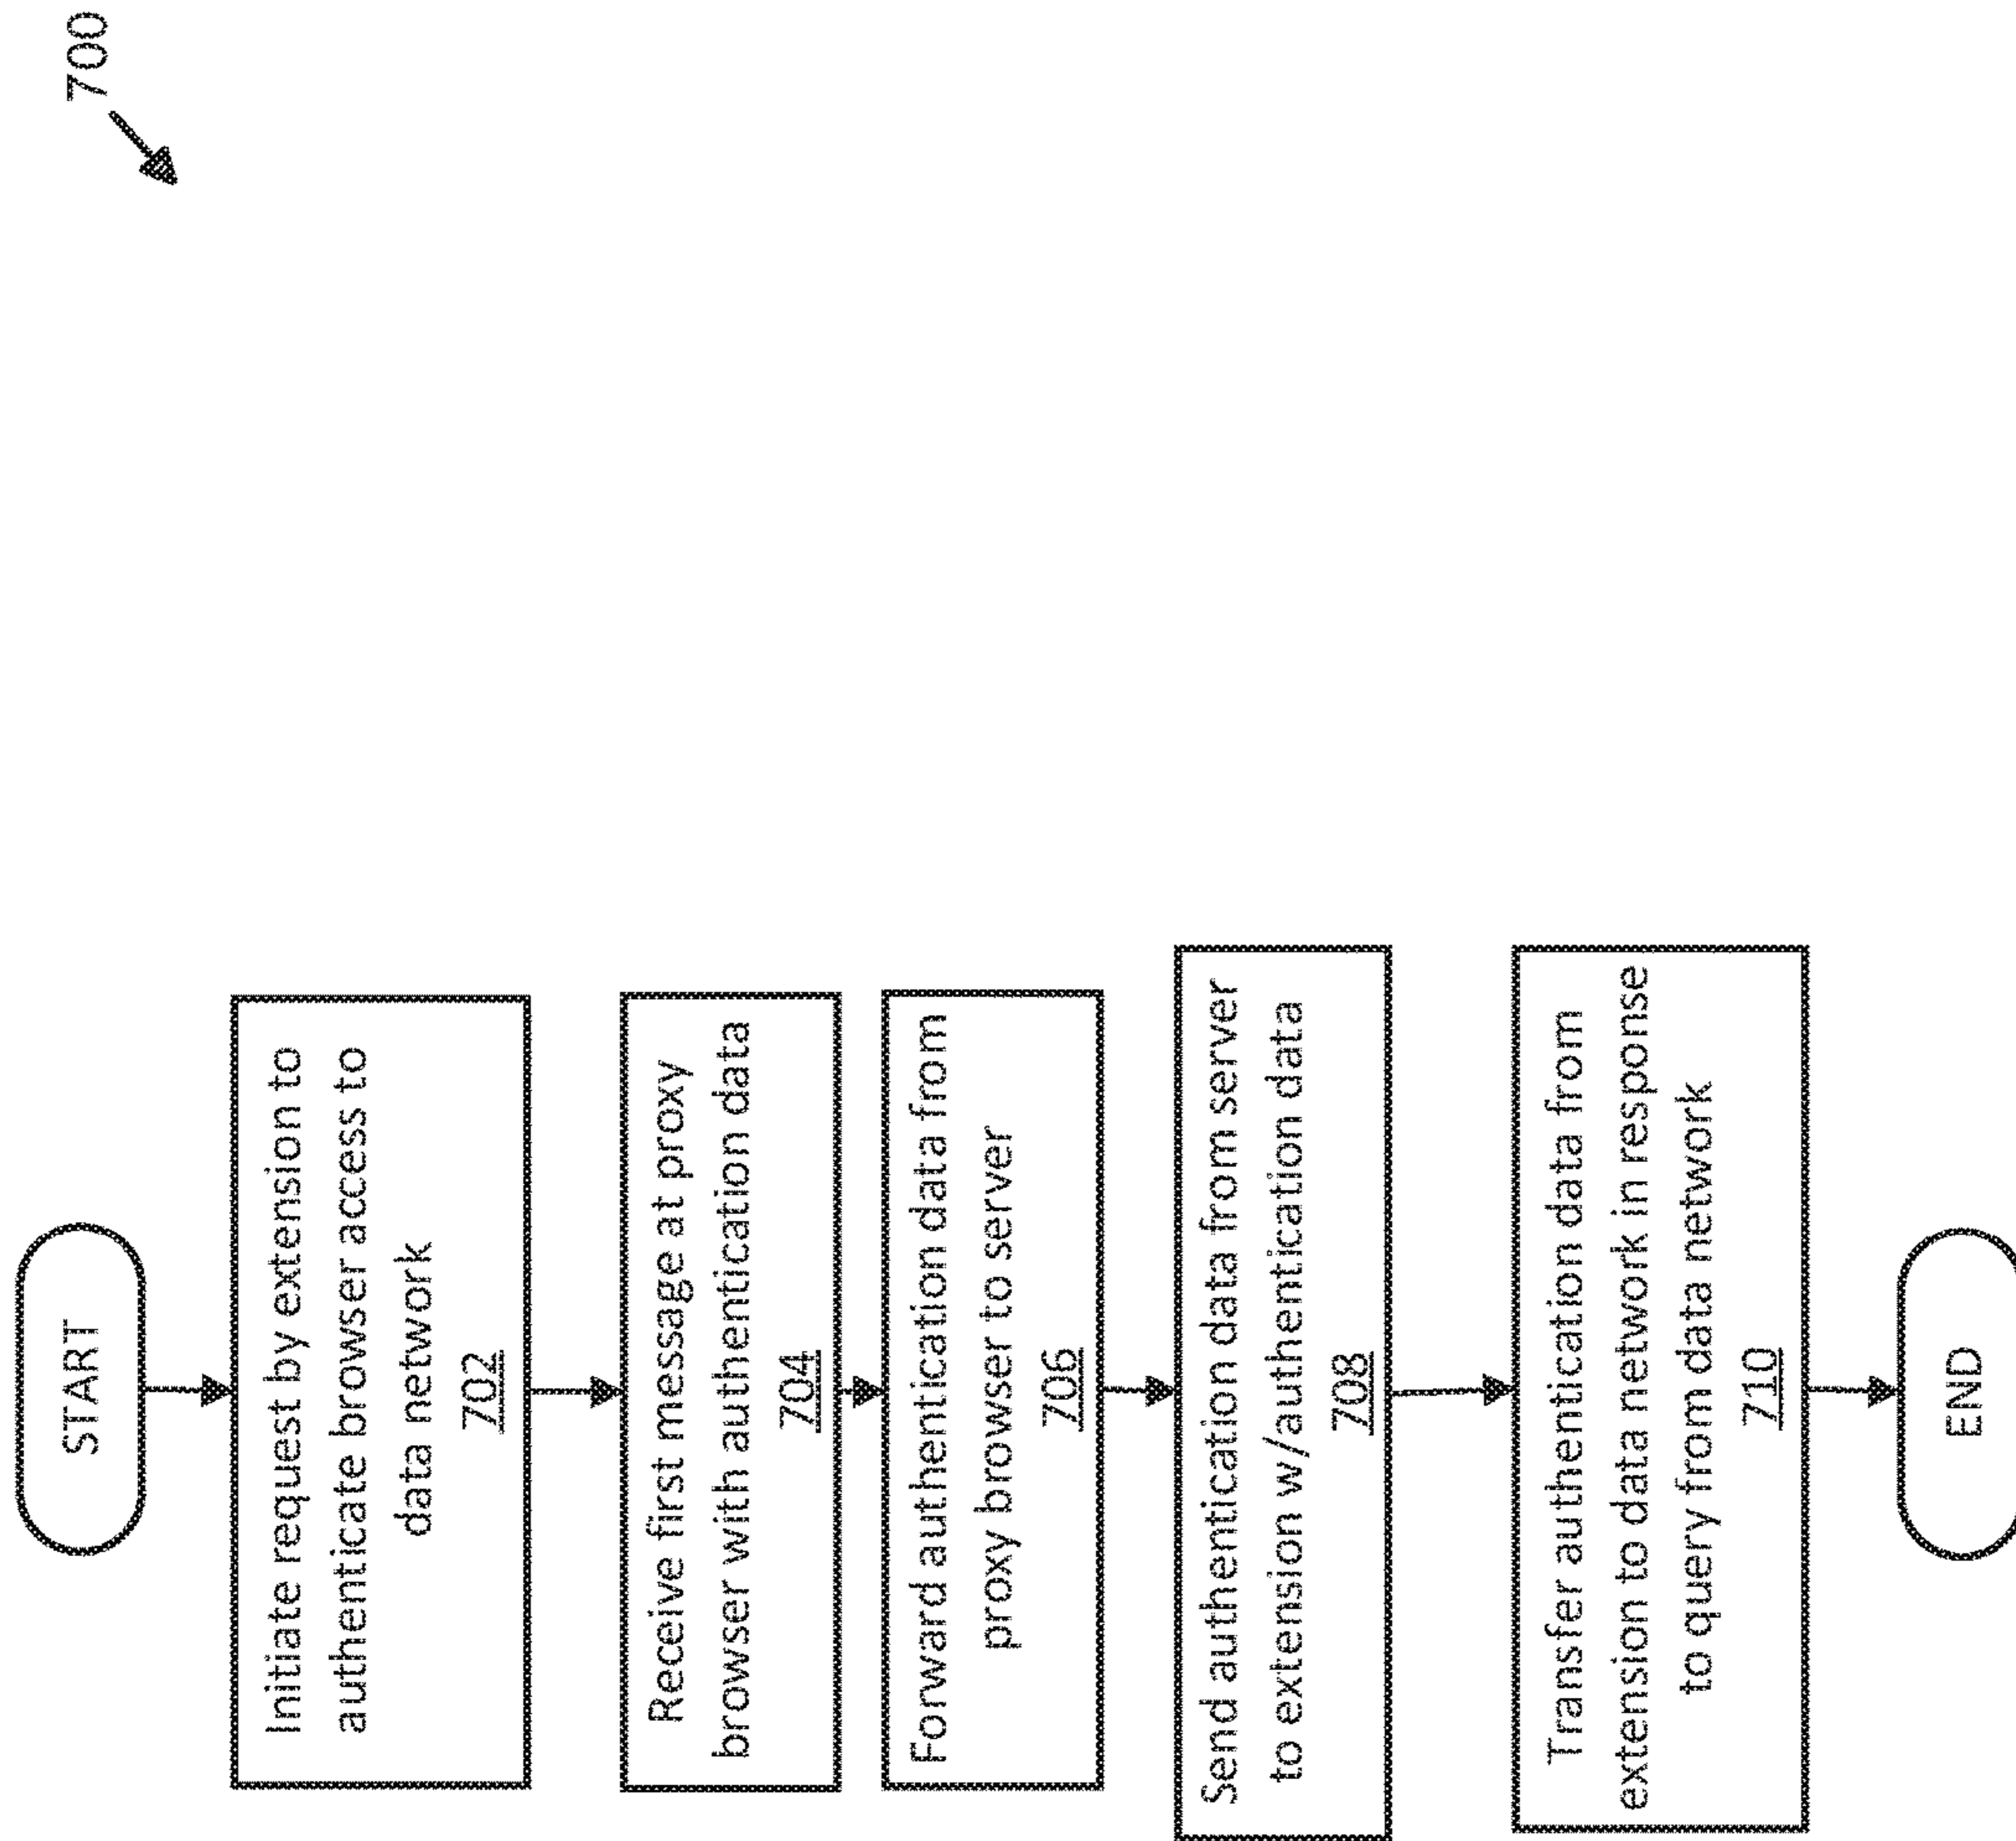 700
START
Initiate request by extension to
authenticate browser access to
data network
702
Receive first message at proxy
browser with authentication data
704
Forward authentication data from
proxy browser to server
706
Send authentication data from server
to extension w/authentication data
708
Transfer authentication data from
extension to data network in response
to query from data network
710
END